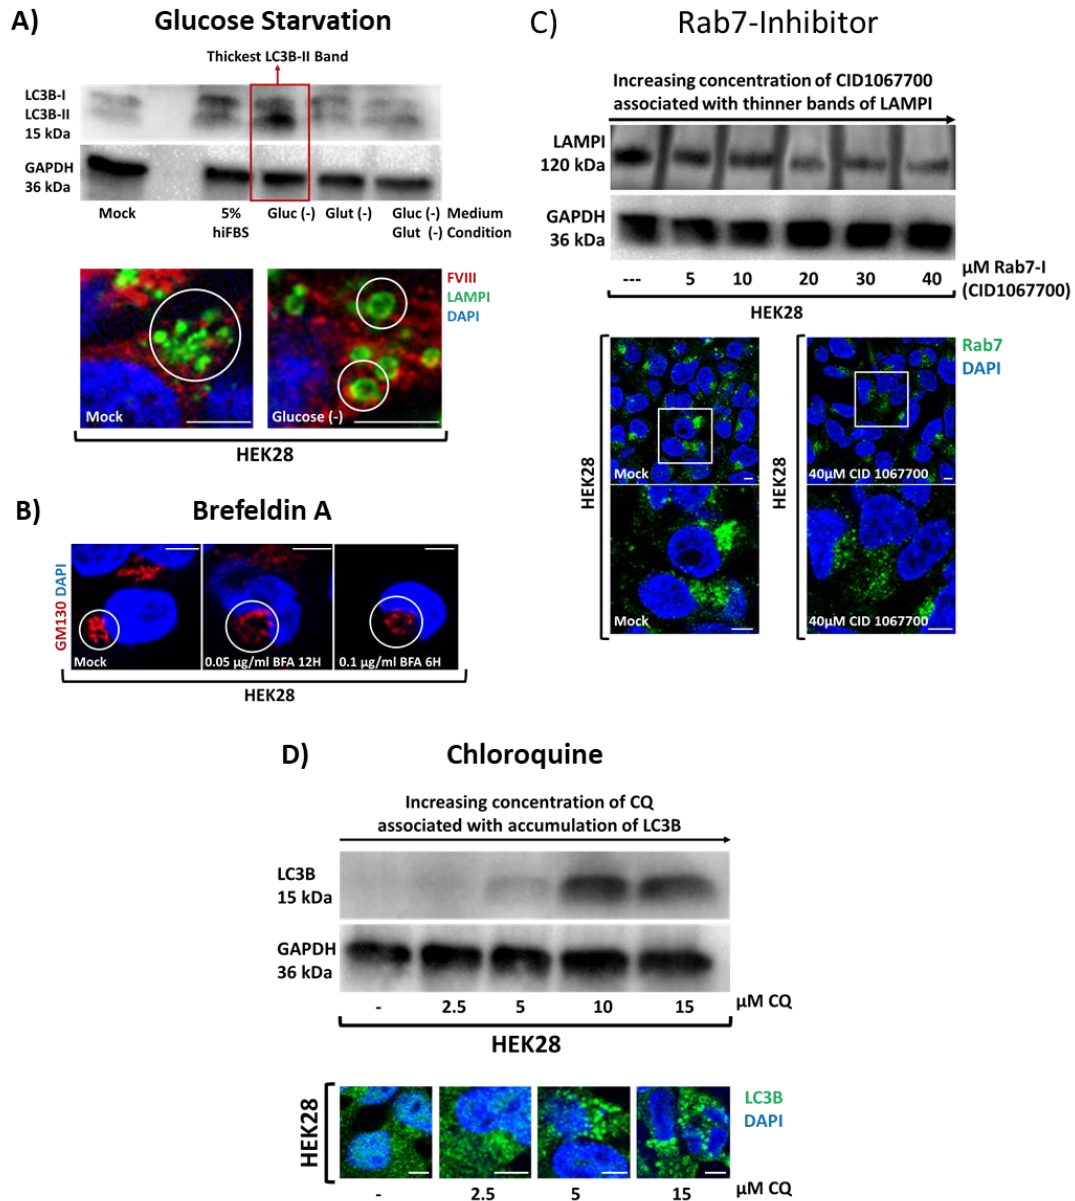 A)
Glucose Starvation
Thickest LC3B-II Band
LC3B-I
LC3B-II
15 kDa
GAPDH
36 kDa
Mock
5%
hiFBS
Gluc (-)
Glut (-)
Gluc (-)
Glut (-)
Medium
Condition
FVIII
LAMPI
DAPI
Mock
Glucose (-)
HEK28
B)
Brefeldin A
GM130 DAPI
Mock
0.05 µg/ml BFA 12H
0.1 µg/ml BFA 6H
HEK28
C)
Rab7-Inhibitor
Increasing concentration of CID1067700
associated with thinner bands of LAMPI
LAMPI
120 kDa
GAPDH
36 kDa
--- 5 10 20 30 40
µM Rab7-I
(CID1067700)
HEK28
Rab7
DAPI
HEK28
Mock
Mock
HEK28
40µM CID 1067700
40µM CID 1067700
D)
Chloroquine
Increasing concentration of CQ
associated with accumulation of LC3B
LC3B
15 kDa
GAPDH
36 kDa
- 2.5 5 10 15 µM CQ
HEK28
HEK28
LC3B
DAPI
- 2.5 5 15 µM CQ